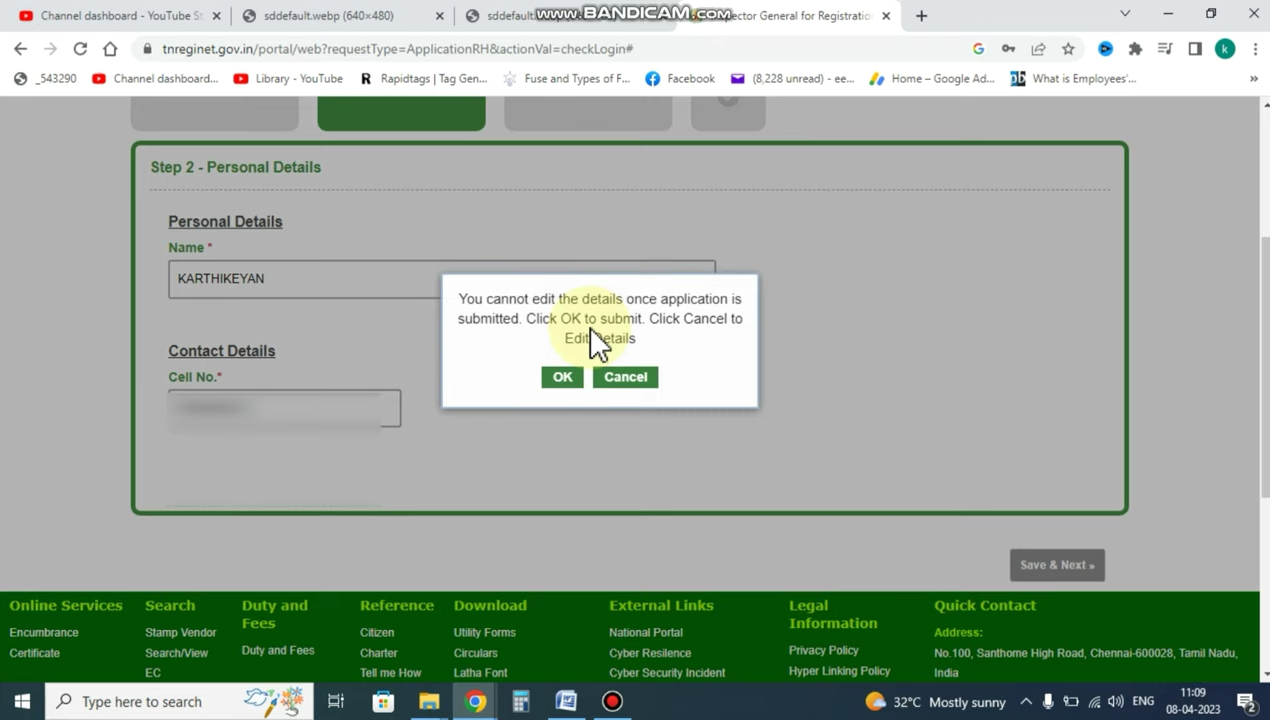 Channel dashboard - YouTube St
sddefault.webp (640×480)
sddefault
www.BANDICAM.com
ector General for Registration
tnreginet.gov.in/portal/web?requestType=ApplicationRH&actionVal=checkLogin#
k
_543290
Channel dashboard...
Library - YouTube
Rapidtags | Tag Gen...
Fuse and Types of F...
Facebook
(8,228 unread) - ee...
Home – Google Ad...
What is Employees'...
Step 2 - Personal Details
Personal Details
Name *
KARTHIKEYAN
You cannot edit the details once application is
submitted. Click OK to submit. Click Cancel to
Edit Details
OK
Cancel
Contact Details
Cell No.*
Save & Next »
Online Services
Encumbrance
Certificate
Search
Stamp Vendor
Search/View
EC
Duty and
Fees
Duty and Fees
Reference
Citizen
Charter
Tell me How
Download
Utility Forms
Circulars
Latha Font
External Links
National Portal
Cyber Resilence
Cyber Security Incident
Legal
Information
Privacy Policy
Hyper Linking Policy
Quick Contact
Address:
No.100, Santhome High Road, Chennai-600028, Tamil Nadu,
India
Type here to search
32°C Mostly sunny
ENG
11:09
08-04-2023
2